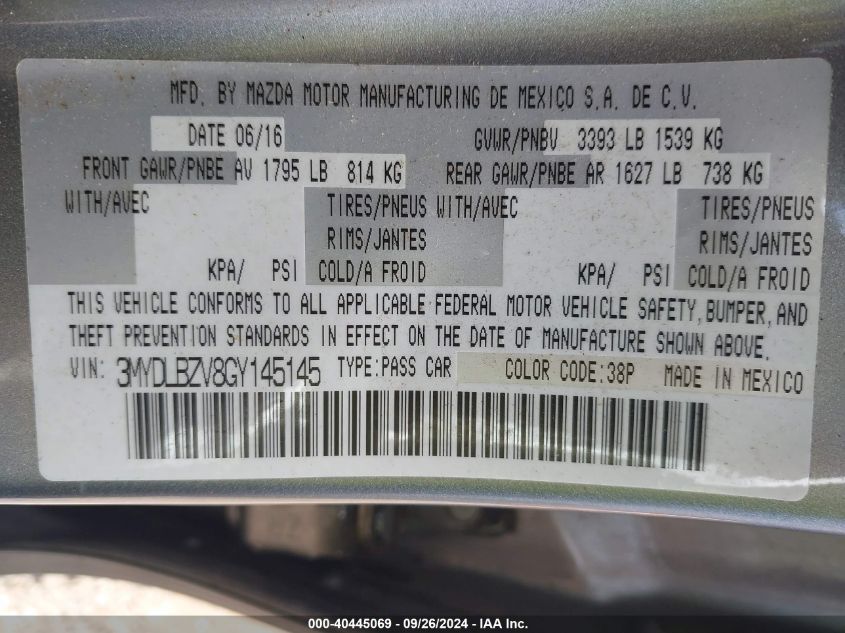 MFD. BY MAZDA MOTOR MANUFACTURING DE MEXICO S.A. DE C.V.
DATE 06/16 GVWR/PNBV 3393 LB 1539 KG
FRONT GAWR/PNBE AV 1795 LB 814 KG REAR GAWR/PNBE AR 1627 LB 738 KG
WITH/AVEC TIRES/PNEUS WITH/AVEC TIRES/PNEUS
RIMS/JANTES RIMS/JANTES
KPA/ PSI COLD/A FROID KPA/ PSI COLD/A FROID
THIS VEHICLE CONFORMS TO ALL APPLICABLE FEDERAL MOTOR VEHICLE SAFETY, BUMPER, AND
THEFT PREVENTION STANDARDS IN EFFECT ON THE DATE OF MANUFACTURE SHOWN ABOVE.
VIN: 3MYDLBZV8GY145145 TYPE:PASS CAR COLOR CODE:38P MADE IN MEXICO
000-40445069 - 09/26/2024 - IAA Inc.